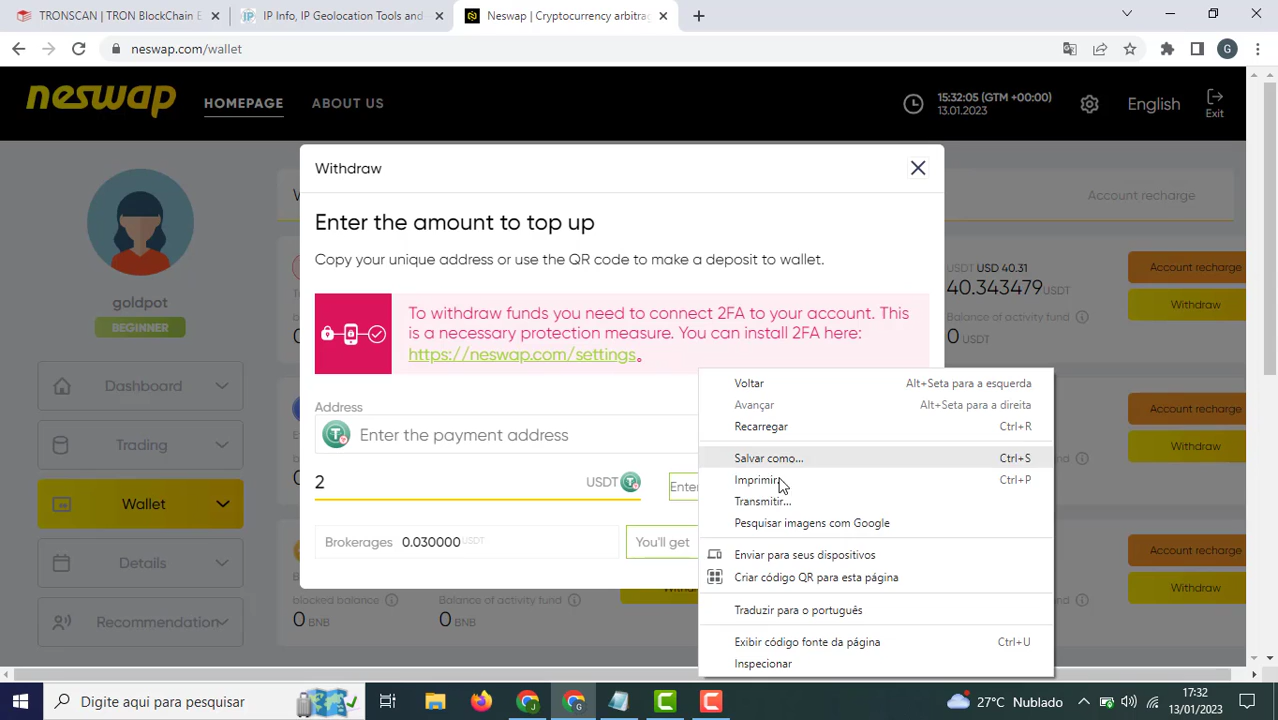 TRONSCAN | TRON BlockChain E
IP Info, IP Geolocation Tools and
Neswap | Cryptocurrency arbitrag
neswap.com/wallet
G
neswap
HOMEPAGE
ABOUT US
15:32:05 (GTM +00:00)
13.01.2023
English
Exit
Withdraw
Enter the amount to top up
Copy your unique address or use the QR code to make a deposit to wallet.
To withdraw funds you need to connect 2FA to your account. This
is a necessary protection measure. You can install 2FA here:
https://neswap.com/settings。
Address
Enter the payment address
2
USDT
Enter
Brokerages 0.030000 USDT
You'll get
goldpot
BEGINNER
Dashboard
Trading
Wallet
Details
Recommendation
Account recharge
USDT USD 40.31
40.343479 USDT
Balance of activity fund
0 USDT
Account recharge
Withdraw
Account recharge
Withdraw
Account recharge
Withdraw
blocked balance
0 BNB
Balance of activity fund
0 BNB
Withdraw
Voltar Alt+Seta para a esquerda
Avançar Alt+Seta para a direita
Recarregar Ctrl+R
Salvar como... Ctrl+S
Imprimir Ctrl+P
Transmitir...
Pesquisar imagens com Google
Enviar para seus dispositivos
Criar código QR para esta página
Traduzir para o português
Exibir código fonte da página Ctrl+U
Inspecionar
Digite aqui para pesquisar
27°C Nublado
17:32
13/01/2023